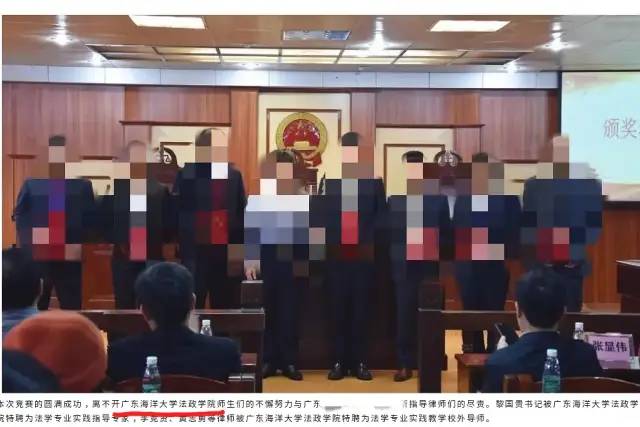 颁奖
张显伟
本次竞赛的圆满成功，离不开广东海洋大学法政学院师生们的不懈努力与广东 所指导律师们的尽责。黎国贵书记被广东海洋大学法政学
院特聘为法学专业实践指导专家，李克贤、黄志勇等律师被广东海洋大学法政学院特聘为法学专业实践教学校外导师。